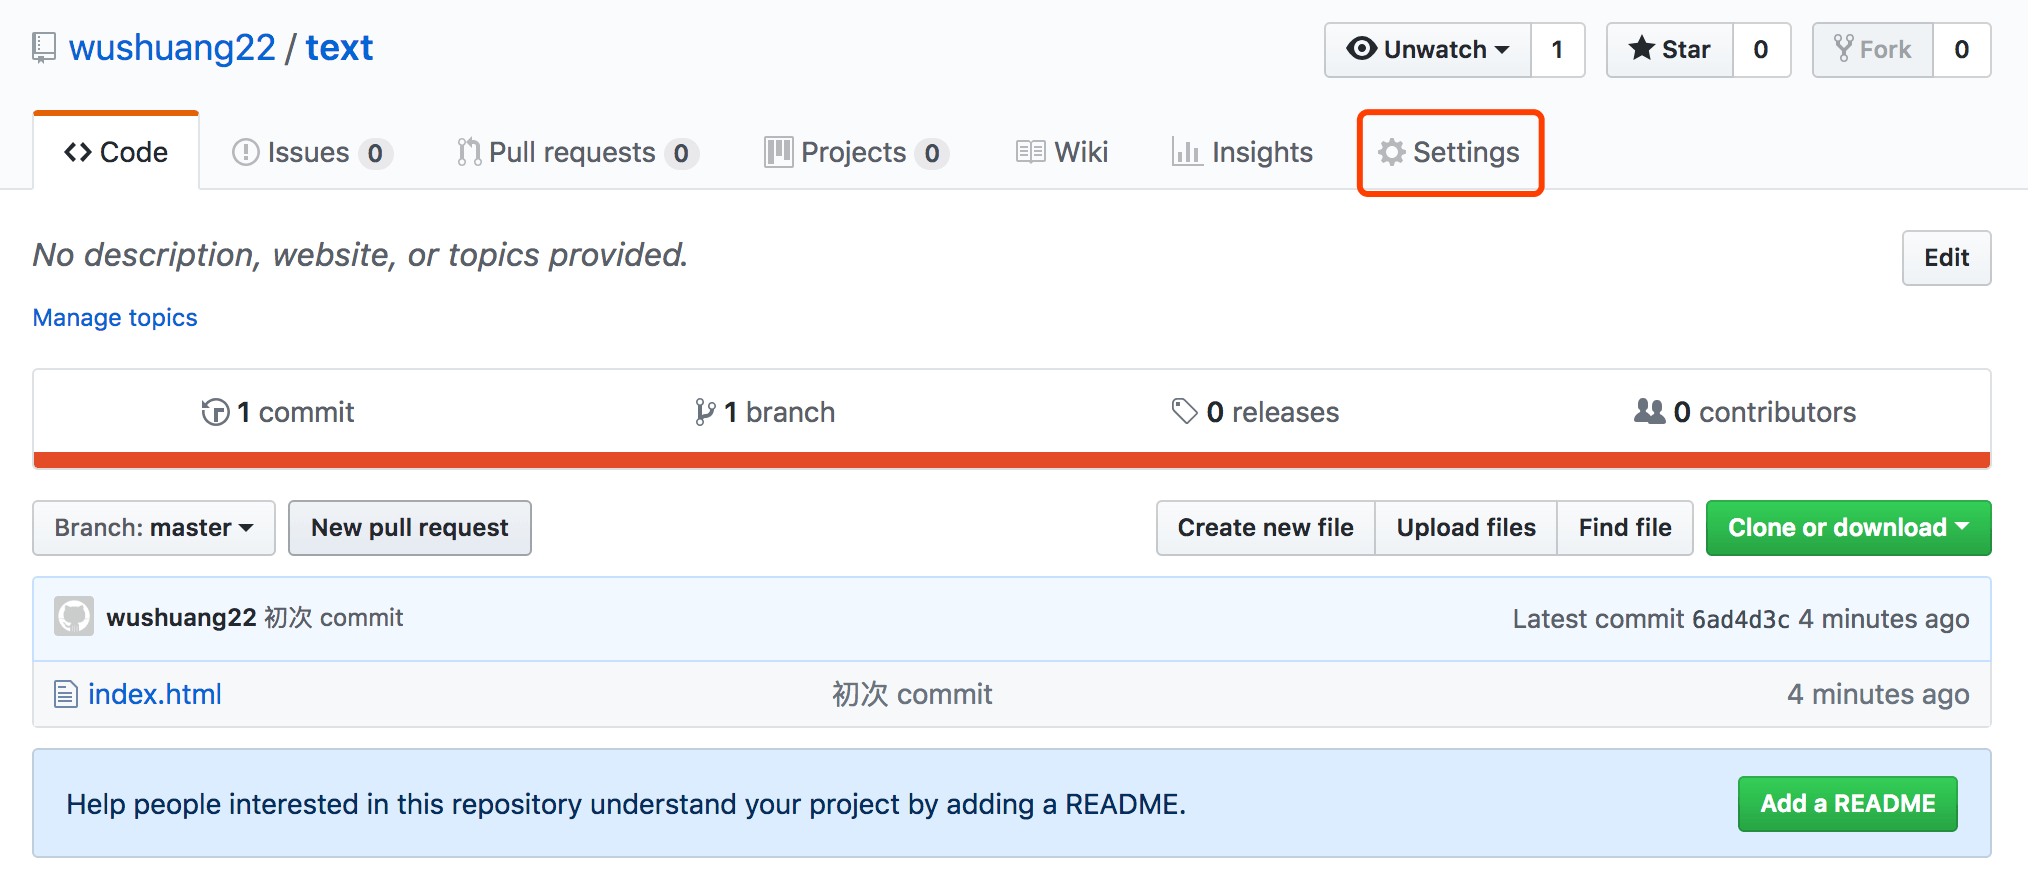 wushuang22 / text
Unwatch 1 Star 0 Fork 0
Code Issues 0 Pull requests 0 Projects 0 Wiki Insights Settings
No description, website, or topics provided.
Edit
Manage topics
1 commit 1 branch 0 releases 0 contributors
Branch: master New pull request Create new file Upload files Find file Clone or download
wushuang22 初次 commit Latest commit 6ad4d3c 4 minutes ago
index.html 初次 commit 4 minutes ago
Help people interested in this repository understand your project by adding a README. Add a README